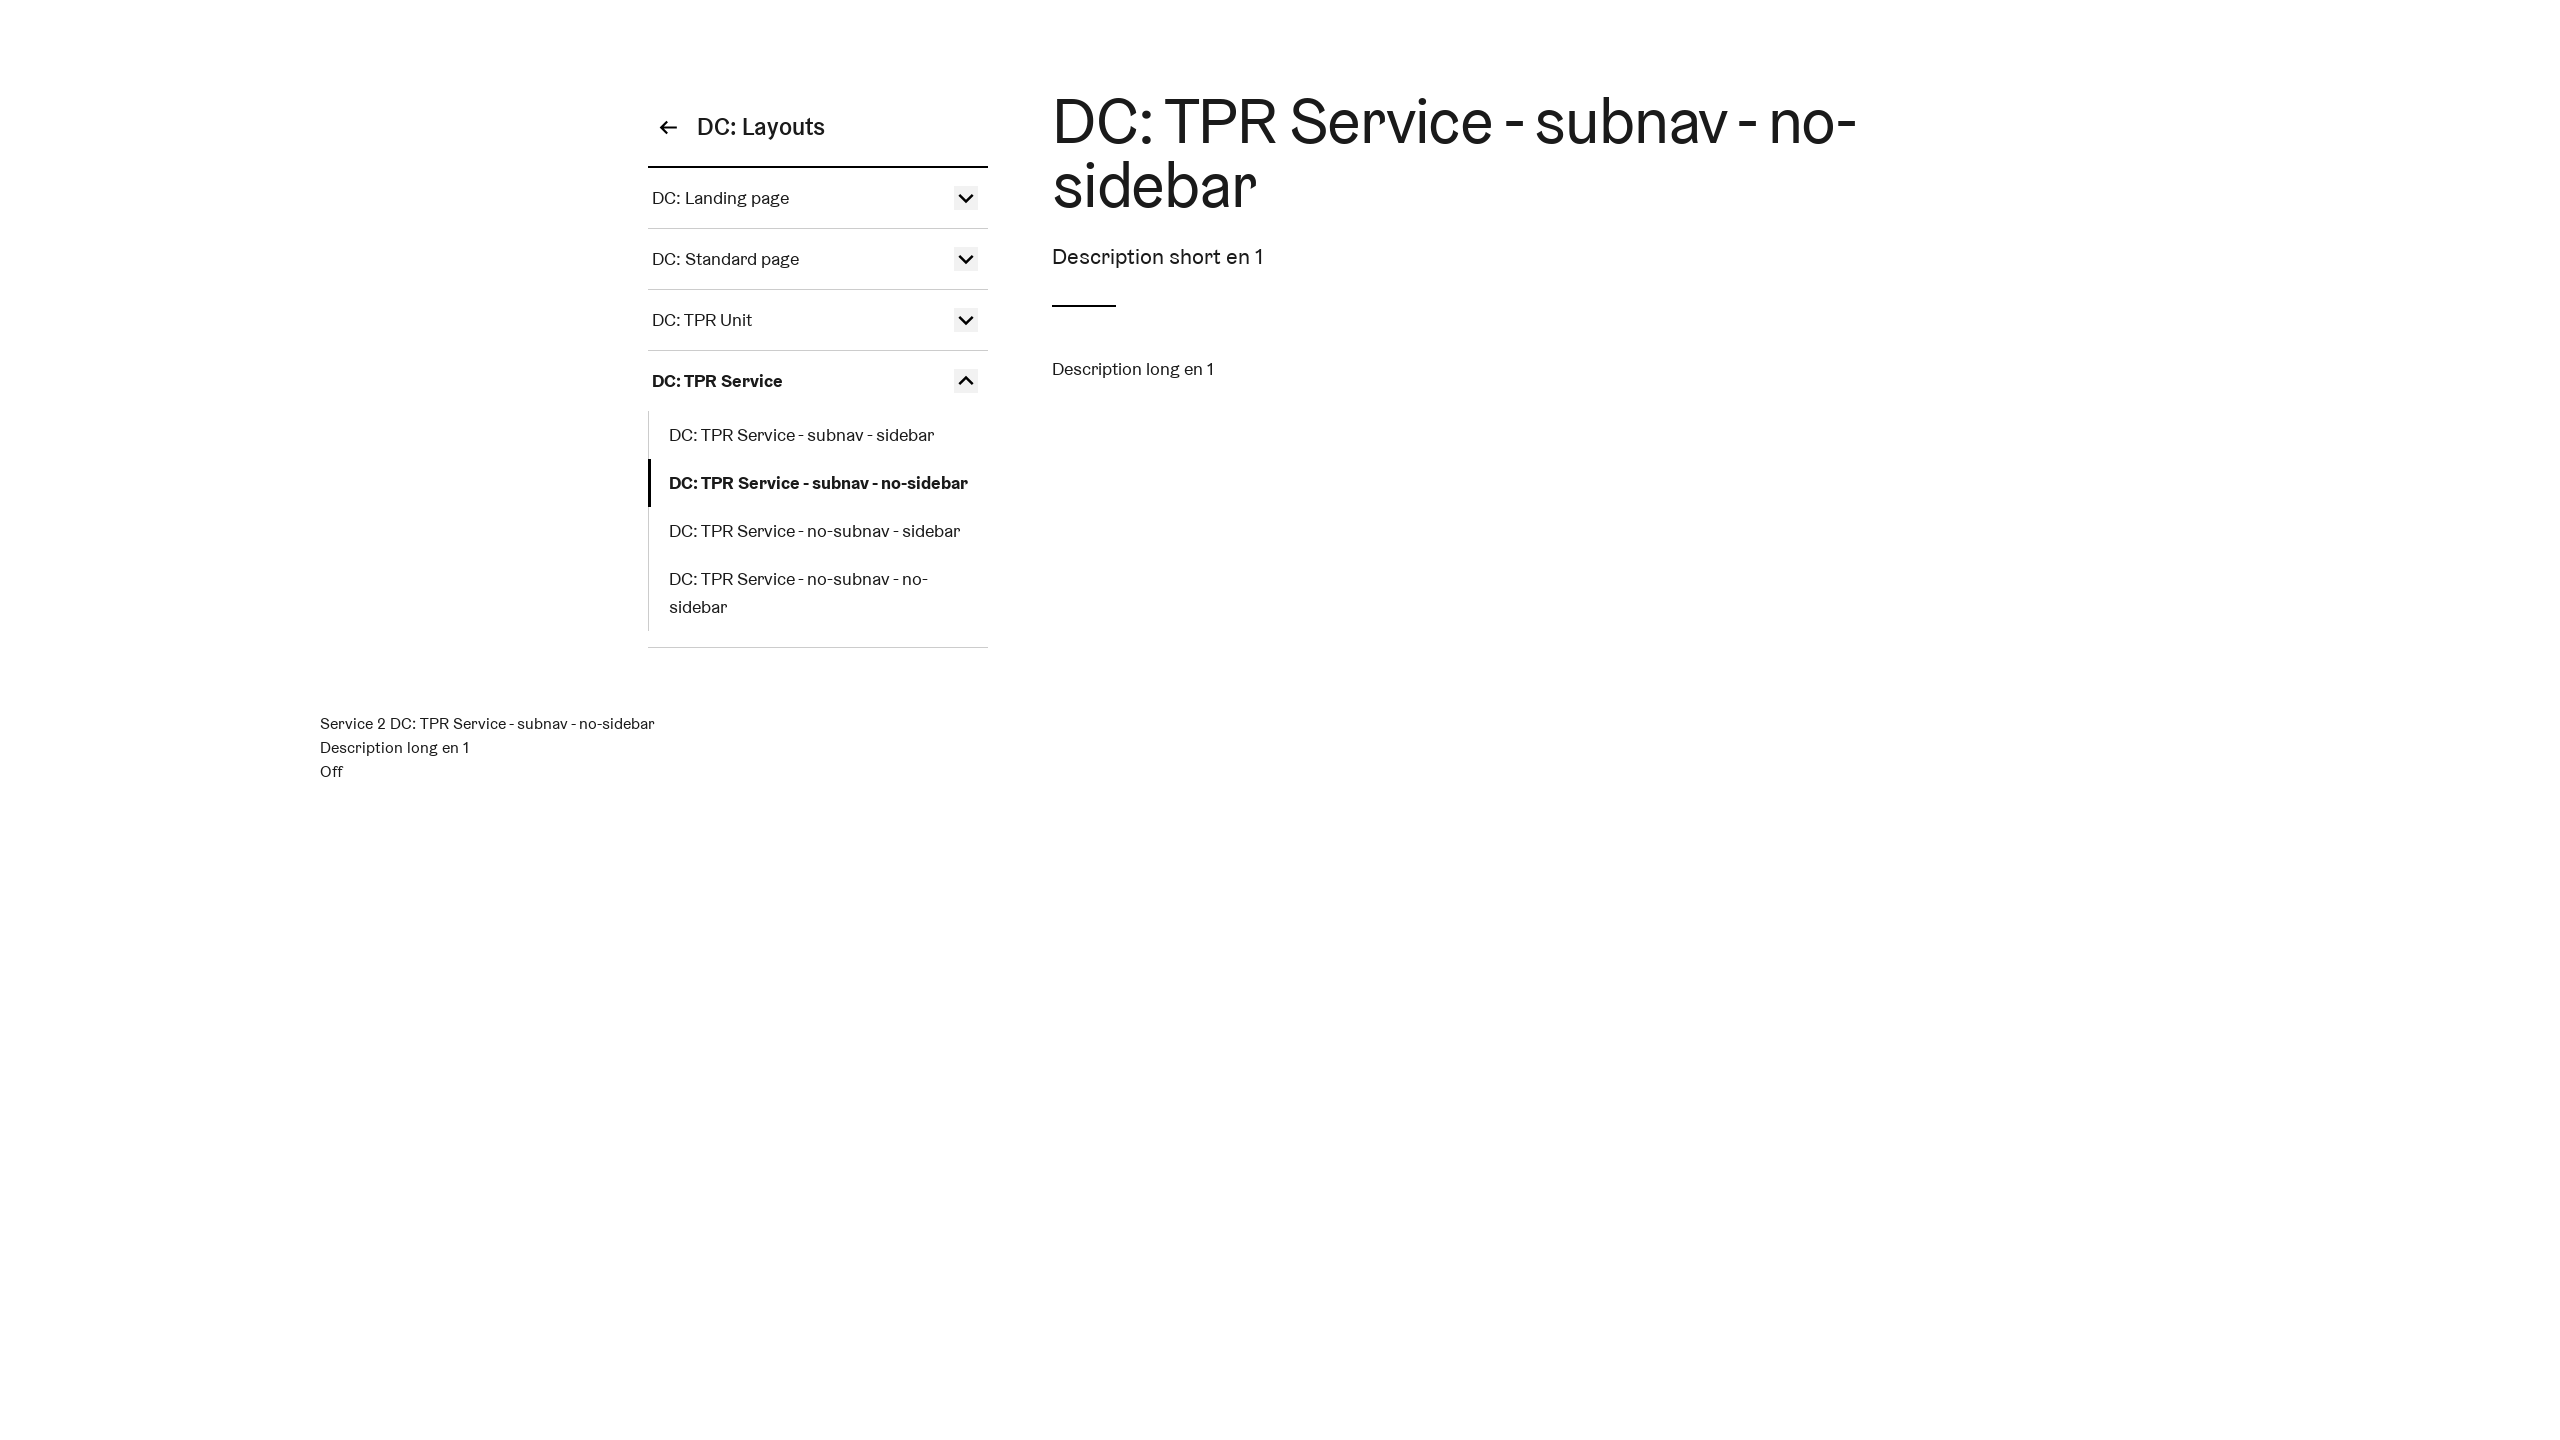 DC: Layouts
DC: Landing page
DC: Standard page
DC: TPR Unit
DC: TPR Service
DC: TPR Service - subnav - sidebar
DC: TPR Service - subnav - no-sidebar
DC: TPR Service - no-subnav - sidebar
DC: TPR Service - no-subnav - no-
sidebar
DC: TPR Service - subnav - no-
sidebar
Description short en 1
Description long en 1
Service 2 DC: TPR Service - subnav - no-sidebar
Description long en 1
Off